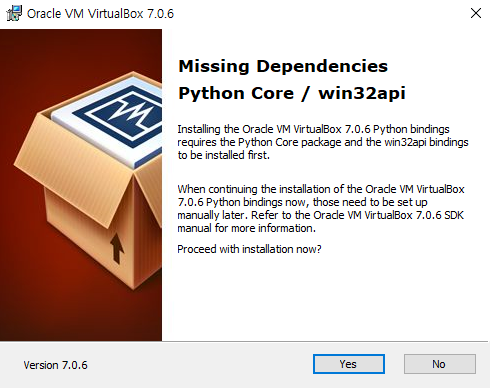 Oracle VM VirtualBox 7.0.6
Missing Dependencies
Python Core / win32api
Installing the Oracle VM VirtualBox 7.0.6 Python bindings
requires the Python Core package and the win32api bindings
to be installed first.
When continuing the installation of the Oracle VM VirtualBox
7.0.6 Python bindings now, those need to be set up
manually later. Refer to the Oracle VM VirtualBox 7.0.6 SDK
manual for more information.
Proceed with installation now?
Version 7.0.6
Yes
No